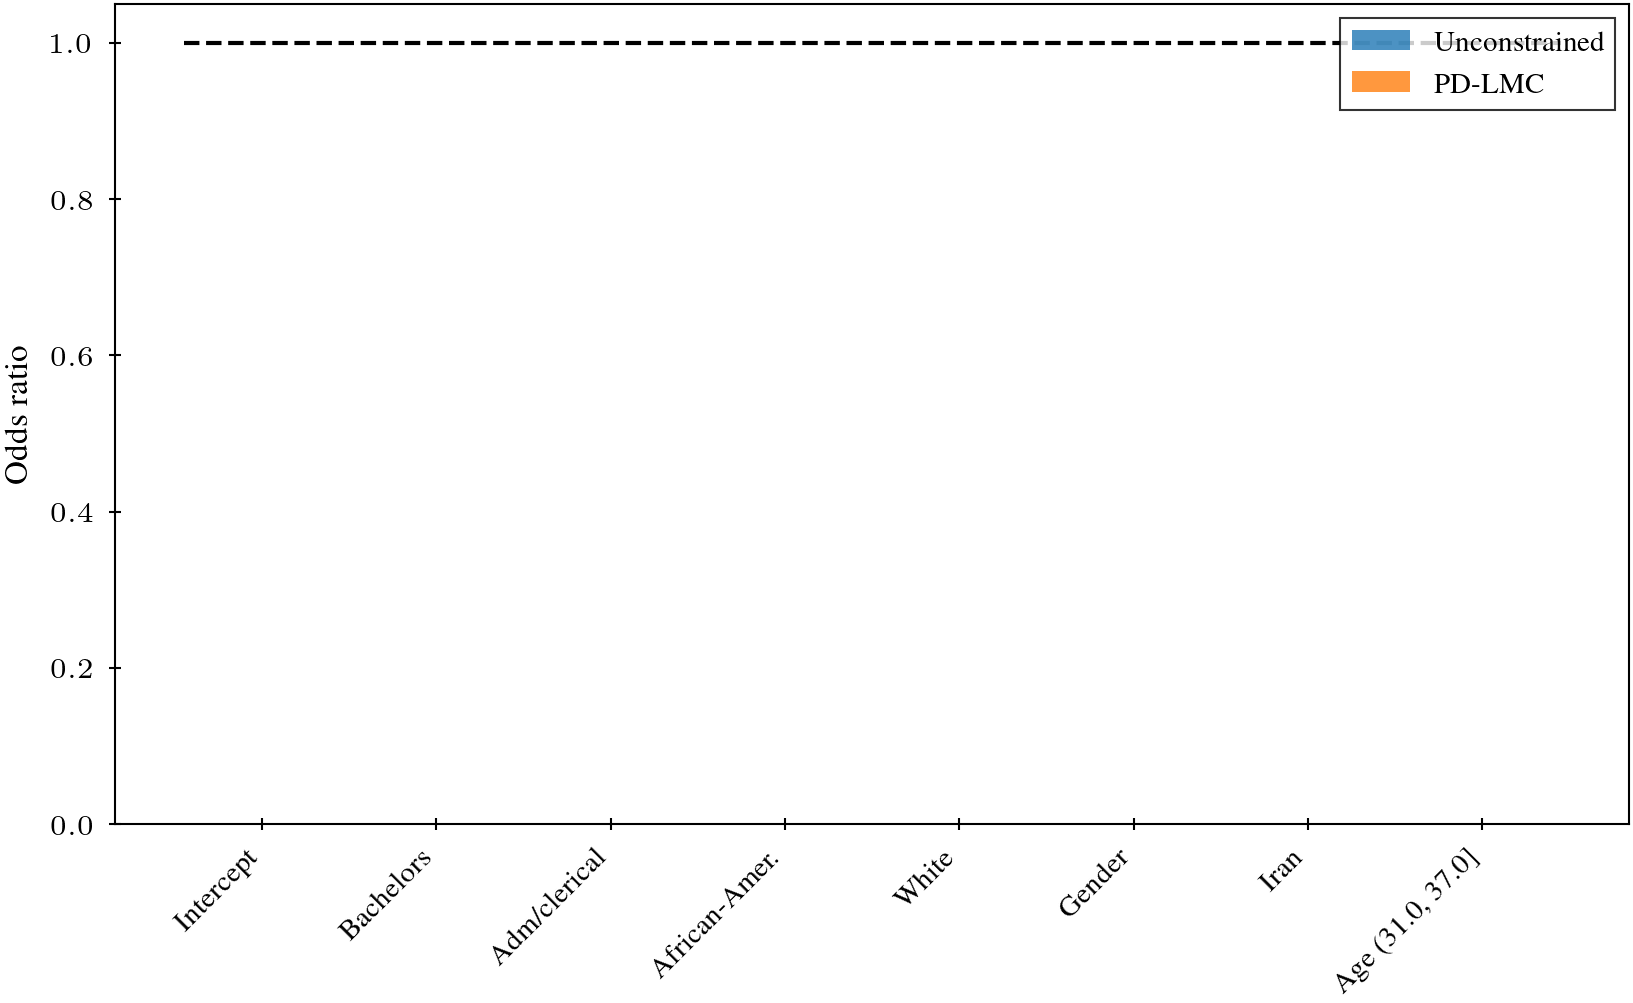 Unconstrained
PD-LMC
1.0
0.8
0.6
0.4
0.2
0.0
Odds ratio
Intercept
Bachelors
Adm/clerical
African-Amer.
White
Gender
Iran
Age (31.0, 37.0]